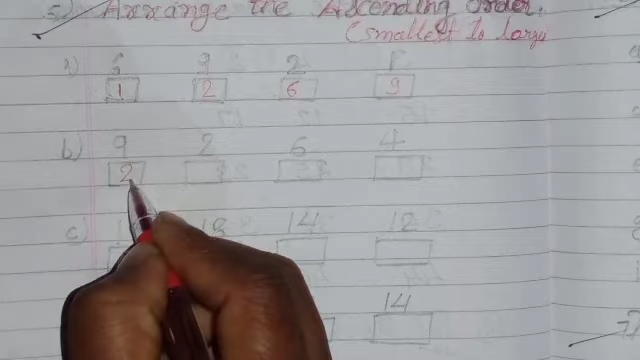 5) Arrange the Ascending order.
(smallest to large
9 2
1 2 6 9
b) 9 2 6 4
2
c) 18 14 12
14